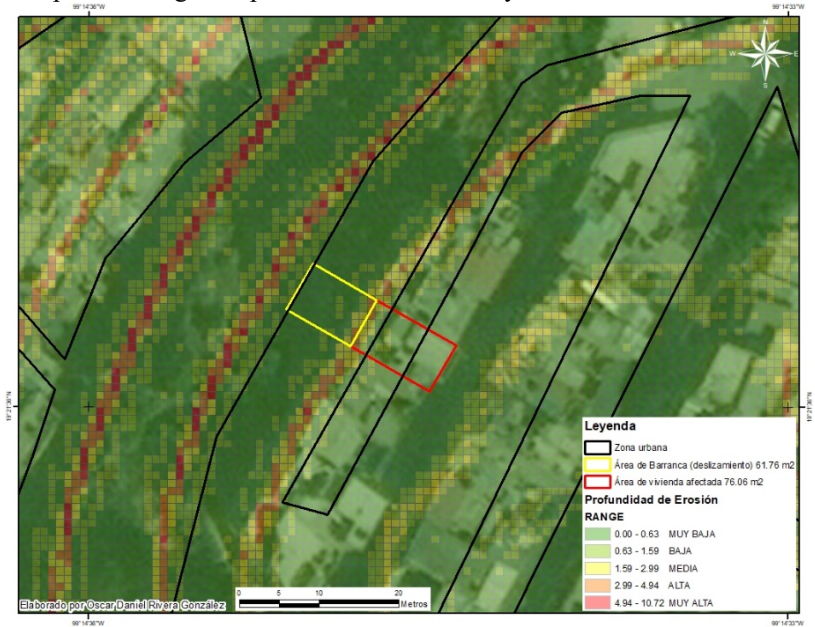 99°14'36"W
99°14'33"W
N
W
E
S
19°21'36"N
19°21'36"N
Leyenda
Zona urbana
Área de Barranca (deslizamiento) 61.76 m2
Área de vivienda afectada 76.06 m2
Profundidad de Erosión
RANGE
0.00 - 0.63 MUY BAJA
0.63 - 1.59 BAJA
1.59 - 2.99 MEDIA
2.99 - 4.94 ALTA
4.94 - 10.72 MUY ALTA
0 5 10 20
Metros
Elaborado por Oscar Daniel Rivera González
99°14'36"W
99°14'33"W